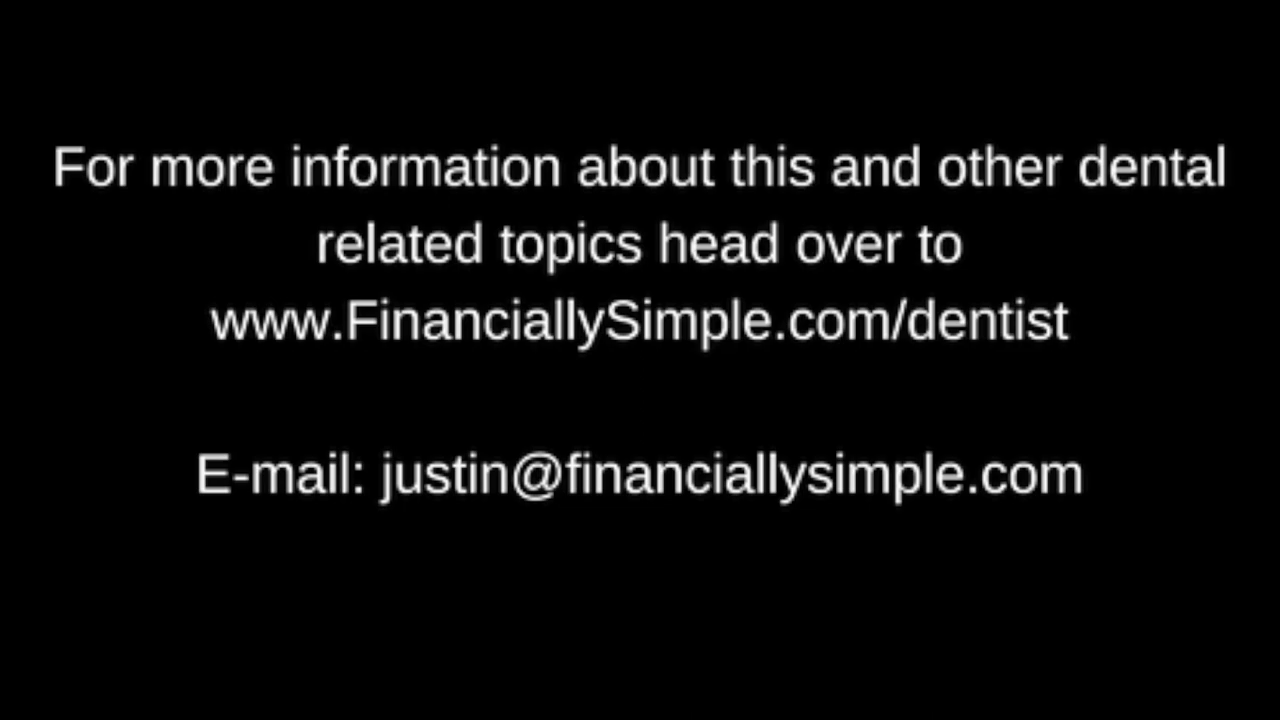 For more information about this and other dental
related topics head over to
www.FinanciallySimple.com/dentist
E-mail: justin@financiallysimple.com